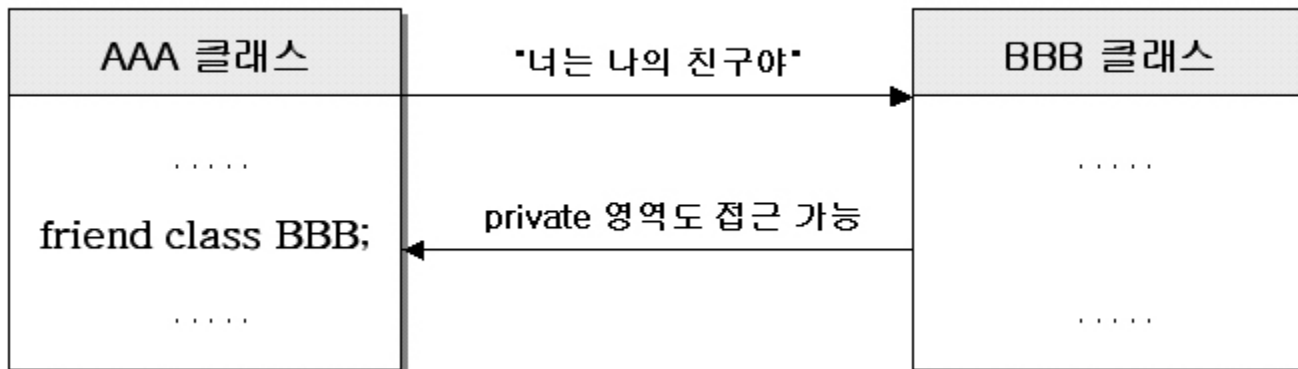 AAA 클래스
"너는 나의 친구야"
BBB 클래스
.....
.....
private 영역도 접근 가능
friend class BBB;
.....
.....